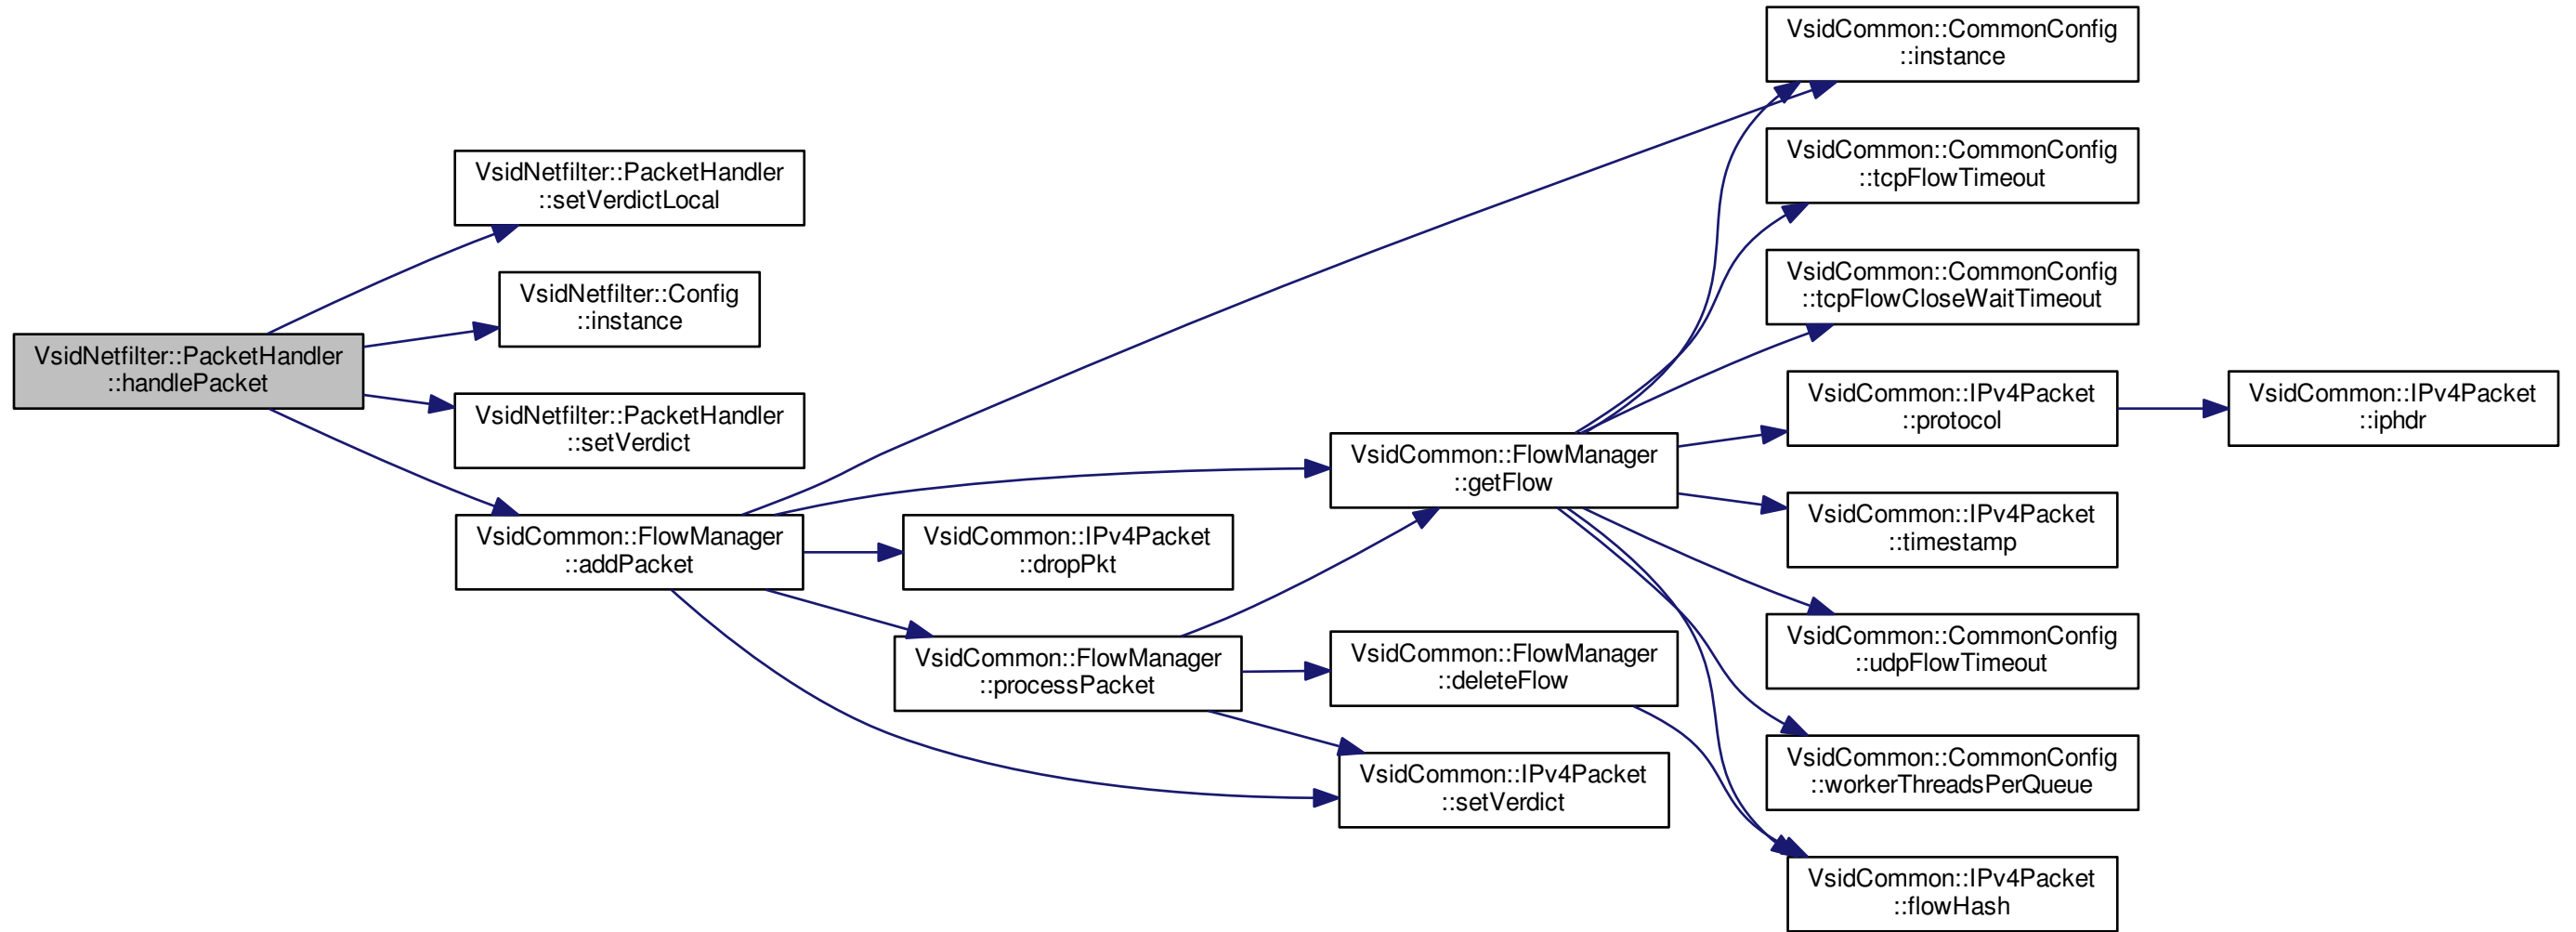 VsidNetfilter::PacketHandler
::handlePacket
VsidNetfilter::PacketHandler
::setVerdictLocal
VsidNetfilter::Config
::instance
VsidNetfilter::PacketHandler
::setVerdict
VsidCommon::FlowManager
::addPacket
VsidCommon::IPv4Packet
::dropPkt
VsidCommon::FlowManager
::processPacket
VsidCommon::FlowManager
::getFlow
VsidCommon::FlowManager
::deleteFlow
VsidCommon::IPv4Packet
::setVerdict
VsidCommon::CommonConfig
::instance
VsidCommon::CommonConfig
::tcpFlowTimeout
VsidCommon::CommonConfig
::tcpFlowCloseWaitTimeout
VsidCommon::IPv4Packet
::protocol
VsidCommon::IPv4Packet
::timestamp
VsidCommon::CommonConfig
::udpFlowTimeout
VsidCommon::CommonConfig
::workerThreadsPerQueue
VsidCommon::IPv4Packet
::flowHash
VsidCommon::IPv4Packet
::iphdr